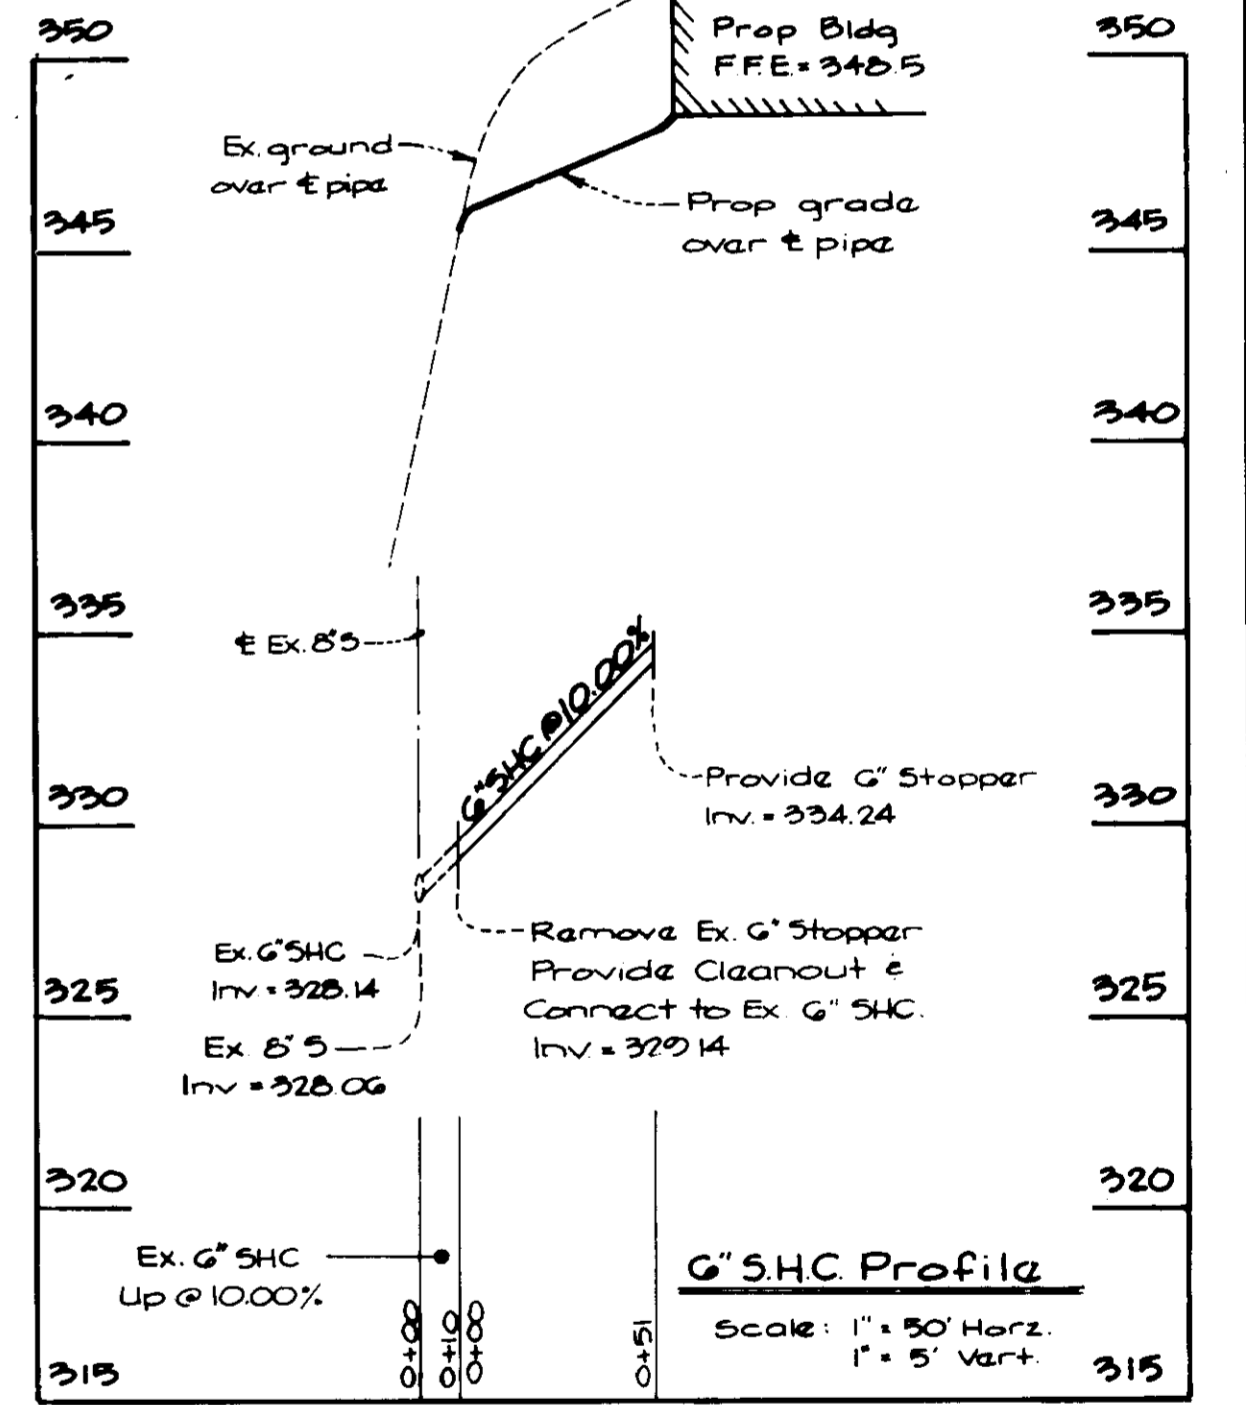 350
Prop Bldg
F.F.E. = 348.5
350
Ex. ground
over ℄ pipe
Prop grade
over ℄ pipe
345
345
340
340
335
℄ Ex. 8"S
335
6" SHC @ 10.00%
330
Provide 6" Stopper
Inv. = 334.24
330
Ex. 6" SHC
Inv = 328.14
Remove Ex. 6" Stopper
Provide Cleanout &
Connect to Ex. 6" SHC.
Inv. = 329.14
325
325
Ex. 8" S
Inv = 328.06
320
320
Ex. 6" SHC
Up @ 10.00%
6" S.H.C. Profile
Scale: 1" = 50' Horz.
1" = 5' Vert.
0+00
0+10
0+00
0+51
315
315